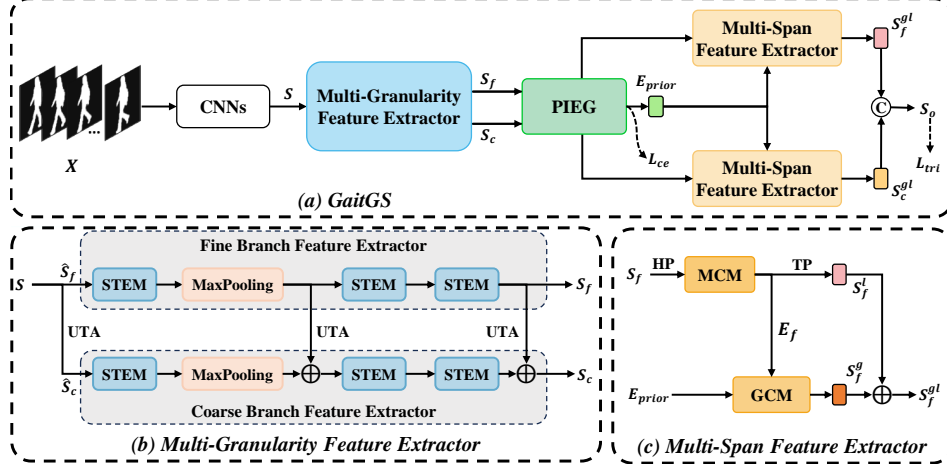 X
...
CNNs
S
Multi-Granularity
Feature Extractor
S_f
S_c
PIEG
E_prior
L_ce
Multi-Span
Feature Extractor
Multi-Span
Feature Extractor
S_f^gl
C
S_o
S_c^gl
L_tri
(a) GaitGS
Fine Branch Feature Extractor
S
Ŝ_f
STEM
MaxPooling
STEM
STEM
S_f
UTA
UTA
UTA
Ŝ_c
STEM
MaxPooling
STEM
STEM
S_c
Coarse Branch Feature Extractor
(b) Multi-Granularity Feature Extractor
S_f
HP
MCM
TP
S_f^l
E_f
E_prior
GCM
S_f^g
S_f^gl
(c) Multi-Span Feature Extractor